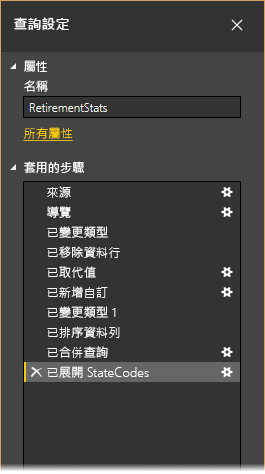 查詢設定
屬性
名稱
RetirementStats
所有屬性
套用的步驟
來源
導覽
已變更類型
已移除資料行
已取代值
已新增自訂
已變更類型 1
已排序資料列
已合併查詢
已展開 StateCodes